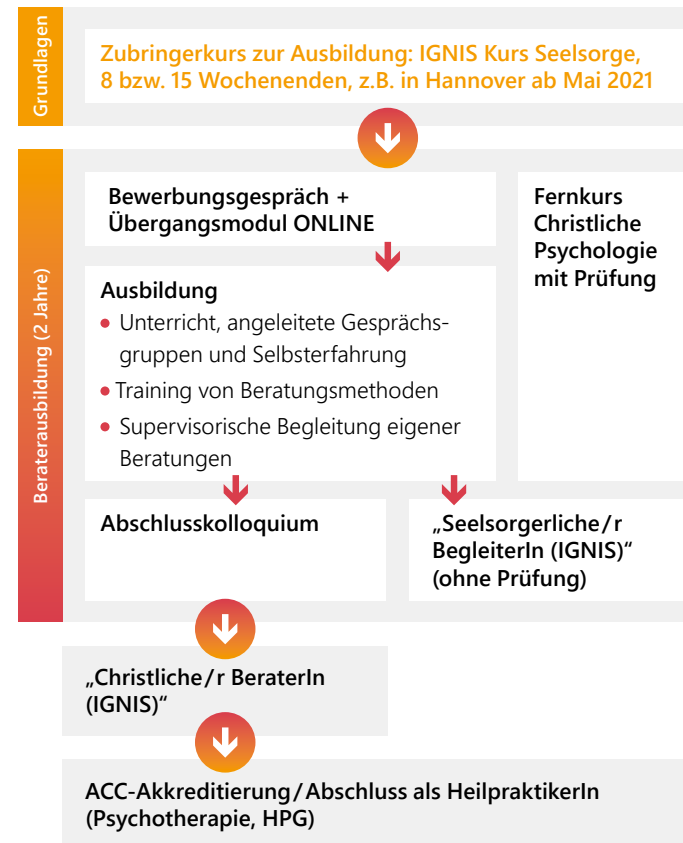 Grundlagen
Zubringerkurs zur Ausbildung: IGNIS Kurs Seelsorge,
8 bzw. 15 Wochenenden, z.B. in Hannover ab Mai 2021
Beraterausbildung (2 Jahre)
Bewerbungsgespräch +
Übergangsmodul ONLINE
Fernkurs
Christliche
Psychologie
mit Prüfung
Ausbildung
• Unterricht, angeleitete Gesprächs-
gruppen und Selbsterfahrung
• Training von Beratungsmethoden
• Supervisorische Begleitung eigener
Beratungen
Abschlusskolloquium
„Seelsorgerliche/r
BegleiterIn (IGNIS)“
(ohne Prüfung)
„Christliche/r BeraterIn
(IGNIS)“
ACC-Akkreditierung/Abschluss als HeilpraktikerIn
(Psychotherapie, HPG)